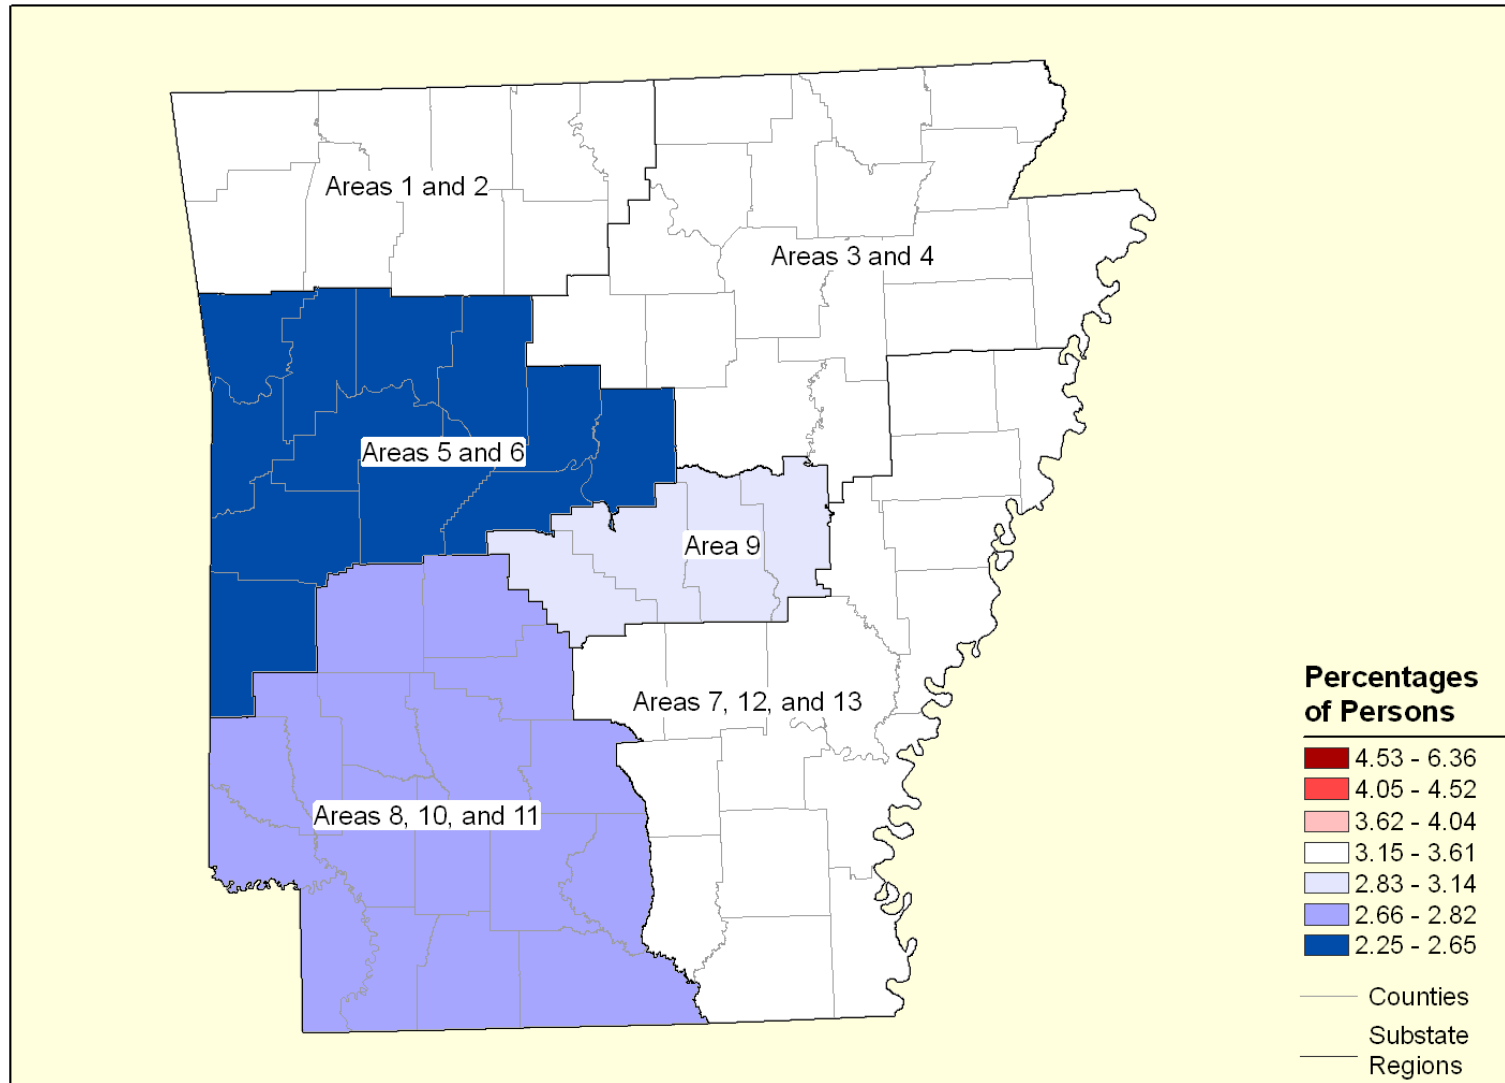 Areas 1 and 2
Areas 3 and 4
Areas 5 and 6
Area 9
Areas 7, 12, and 13
Areas 8, 10, and 11
Percentages
of Persons
4.53 - 6.36
4.05 - 4.52
3.62 - 4.04
3.15 - 3.61
2.83 - 3.14
2.66 - 2.82
2.25 - 2.65
Counties
Substate
Regions